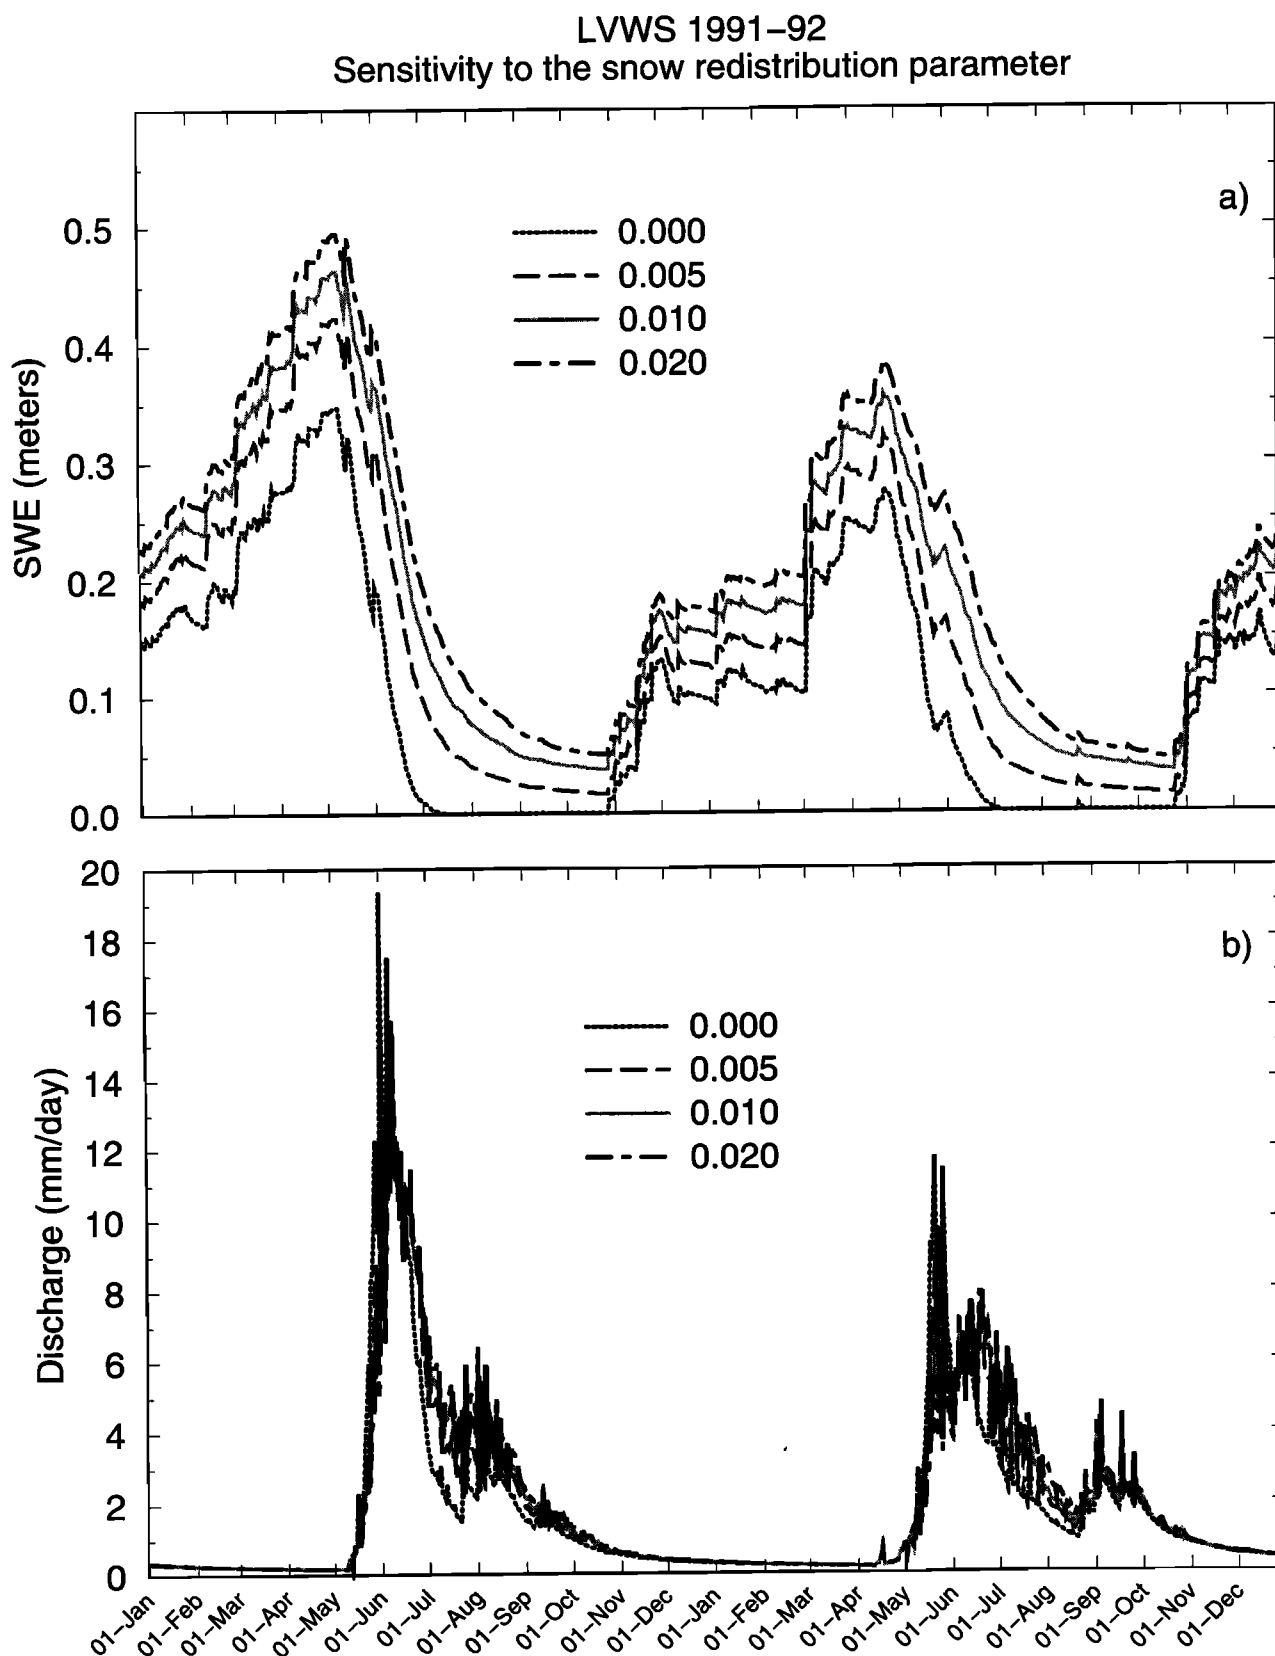 LVWS 1991–92
Sensitivity to the snow redistribution parameter
a)
0.5
0.4
0.3
0.2
0.1
0.0
SWE (meters)
0.000
0.005
0.010
0.020
b)
20
18
16
14
12
10
8
6
4
2
0
Discharge (mm/day)
0.000
0.005
0.010
0.020
01–Jan
01–Feb
01–Mar
01–Apr
01–May
01–Jun
01–Jul
01–Aug
01–Sep
01–Oct
01–Nov
01–Dec
01–Jan
01–Feb
01–Mar
01–Apr
01–May
01–Jun
01–Jul
01–Aug
01–Sep
01–Oct
01–Nov
01–Dec